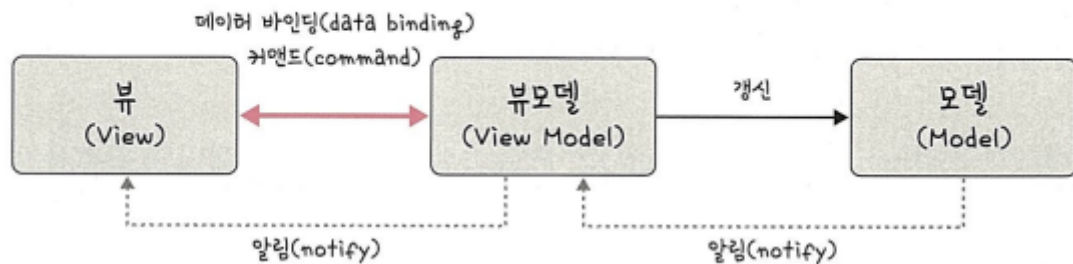 데이터 바인딩(data binding)
커맨드(command)
뷰
(View)
뷰모델
(View Model)
갱신
모델
(Model)
알림(notify)
알림(notify)